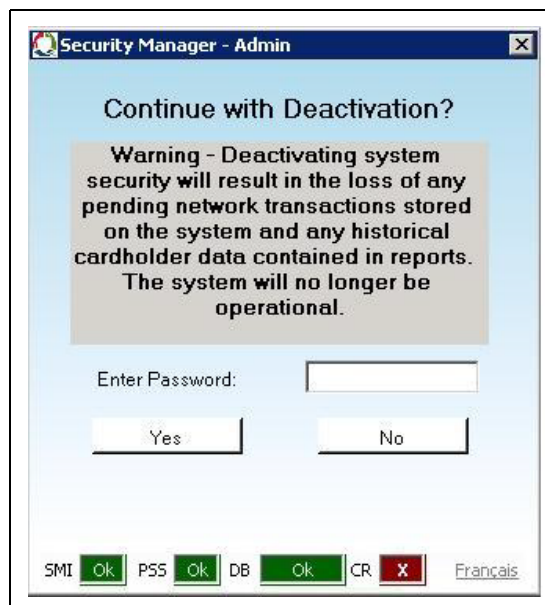 Security Manager - Admin
Continue with Deactivation?
Warning - Deactivating system
security will result in the loss of any
pending network transactions stored
on the system and any historical
cardholder data contained in reports.
The system will no longer be
operational.
Enter Password:
Yes No
SMI Ok PSS Ok DB Ok CR X Français